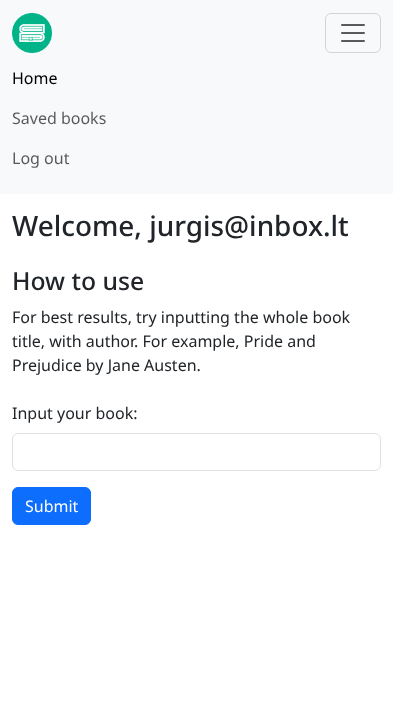 Home
Saved books
Log out
Welcome, jurgis@inbox.lt
How to use
For best results, try inputting the whole book
title, with author. For example, Pride and
Prejudice by Jane Austen.
Input your book:
Submit